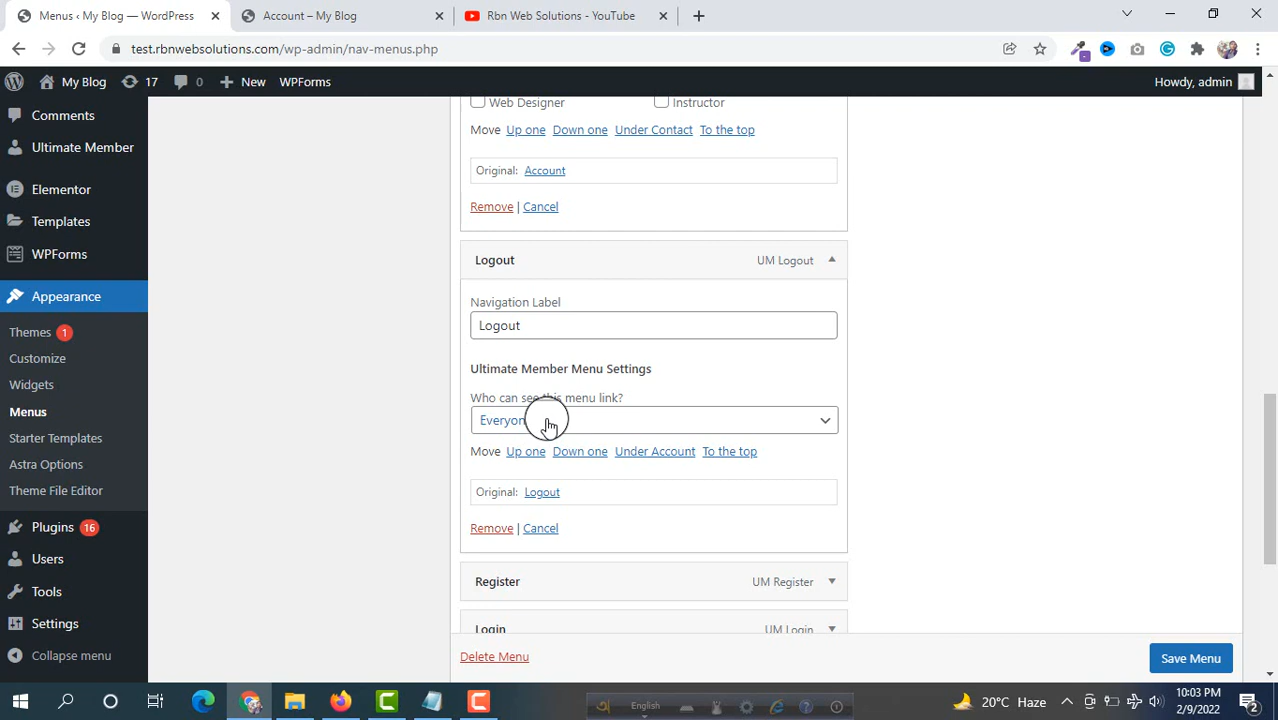 Menus ‹ My Blog — WordPress
Account – My Blog
Rbn Web Solutions - YouTube
test.rbnwebsolutions.com/wp-admin/nav-menus.php
My Blog
17
0
New
WPForms
Howdy, admin
Comments
Ultimate Member
Elementor
Templates
WPForms
Appearance
Themes 1
Customize
Widgets
Menus
Starter Templates
Astra Options
Theme File Editor
Plugins 16
Users
Tools
Settings
Collapse menu
Web Designer
Instructor
Move Up one Down one Under Contact To the top
Original: Account
Remove | Cancel
Logout
UM Logout
Navigation Label
Logout
Ultimate Member Menu Settings
Who can see this menu link?
Move Up one Down one Under Account To the top
Original: Logout
Remove | Cancel
Register
UM Register
Login
UM Login
Delete Menu
Save Menu
English
20°C Haze
10:03 PM
2/9/2022
2